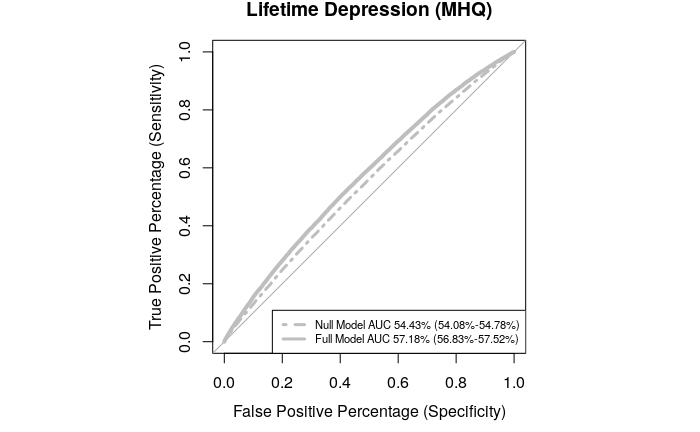 Lifetime Depression (MHQ)
True Positive Percentage (Sensitivity)
1.0
0.8
0.6
0.4
0.2
0.0
Null Model AUC 54.43% (54.08%-54.78%)
Full Model AUC 57.18% (56.83%-57.52%)
0.0 0.2 0.4 0.6 0.8 1.0
False Positive Percentage (Specificity)